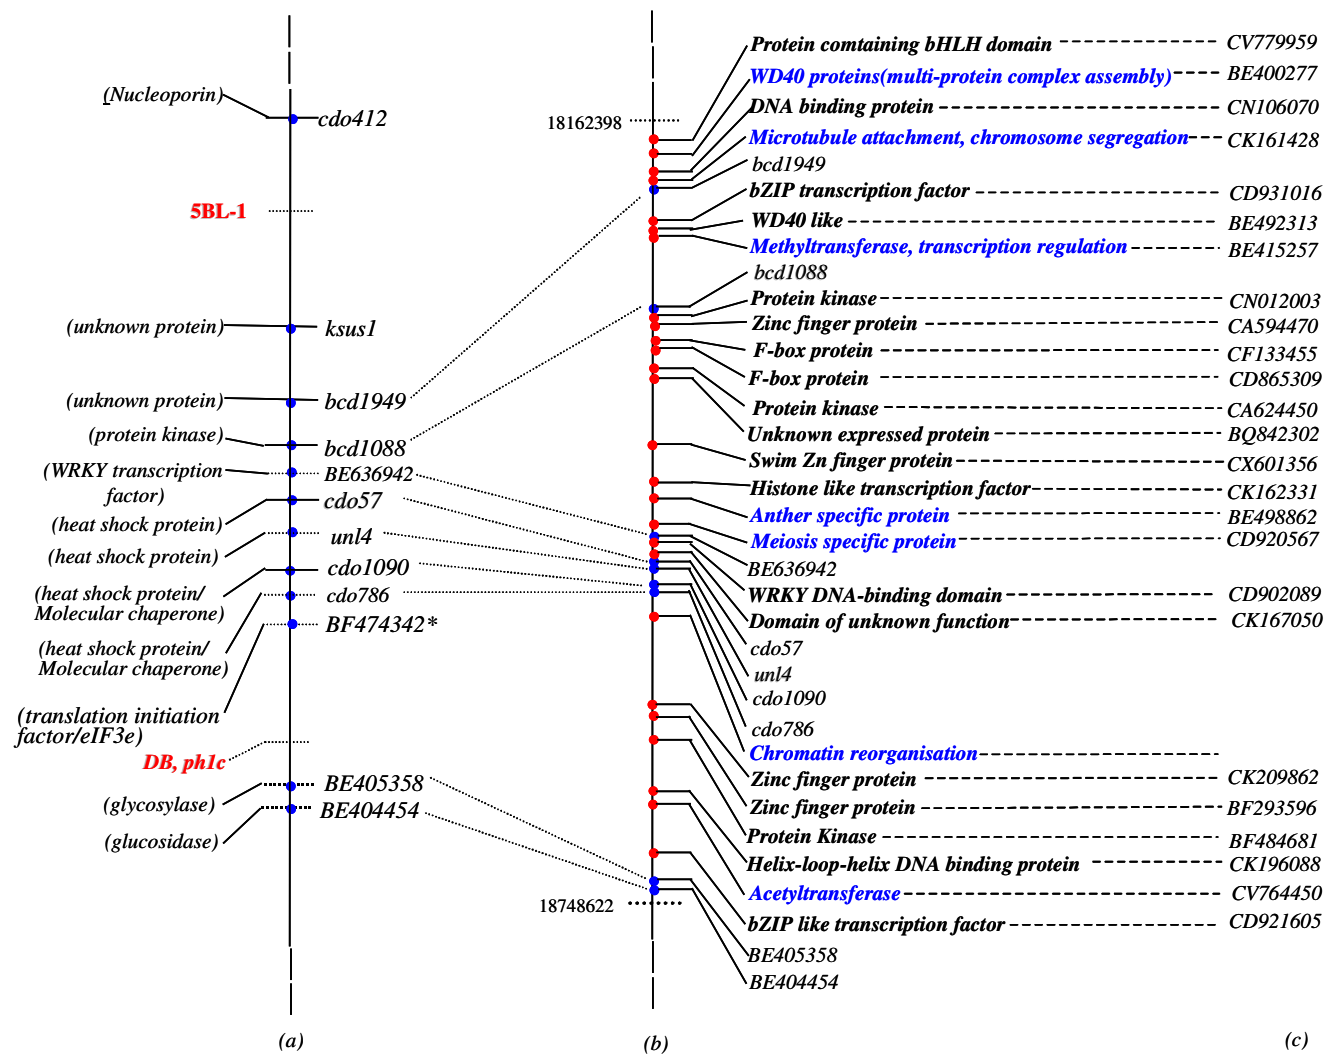 (Nucleoporin)
cdo412
5BL-1
(unknown protein)
ksus1
(unknown protein)
bcd1949
(protein kinase)
bcd1088
(WRKY transcription
factor)
BE636942
cdo57
(heat shock protein)
unl4
(heat shock protein)
cdo1090
(heat shock protein/
Molecular chaperone)
cdo786
BF474342*
(heat shock protein/
Molecular chaperone)
(translation initiation
factor/eIF3e)
DB, ph1c
BE405358
(glycosylase)
BE404454
(glucosidase)
(a)
18162398
18748622
(b)
Protein comtaining bHLH domain CV779959
WD40 proteins(multi-protein complex assembly) BE400277
DNA binding protein CN106070
Microtubule attachment, chromosome segregation CK161428
bcd1949
bZIP transcription factor CD931016
WD40 like BE492313
Methyltransferase, transcription regulation BE415257
bcd1088
Protein kinase CN012003
Zinc finger protein CA594470
F-box protein CF133455
F-box protein CD865309
Protein kinase CA624450
Unknown expressed protein BQ842302
Swim Zn finger protein CX601356
Histone like transcription factor CK162331
Anther specific protein BE498862
Meiosis specific protein CD920567
BE636942
WRKY DNA-binding domain CD902089
Domain of unknown function CK167050
cdo57
unl4
cdo1090
cdo786
Chromatin reorganisation
Zinc finger protein CK209862
Zinc finger protein BF293596
Protein Kinase BF484681
Helix-loop-helix DNA binding protein CK196088
Acetyltransferase CV764450
bZIP like transcription factor CD921605
BE405358
BE404454
(c)